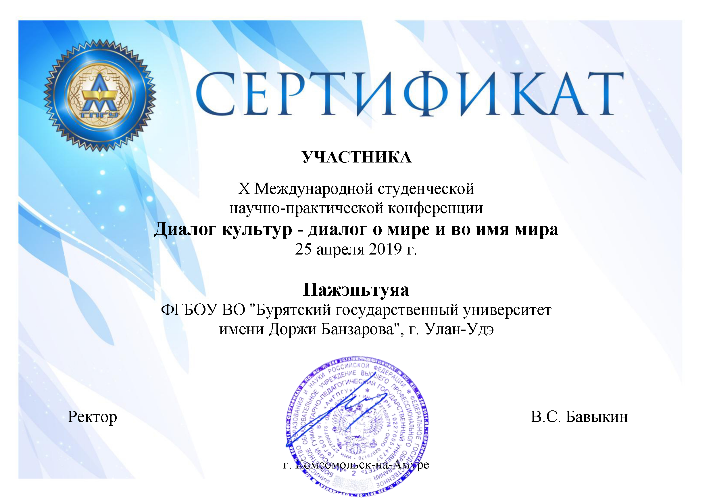 СЕРТИФИКАТ
УЧАСТНИКА
X Международной студенческой
научно-практической конференции
Диалог культур - диалог о мире и во имя мира
25 апреля 2019 г.
Пажэньтуяа
ФГБОУ ВО "Бурятский государственный университет
имени Доржи Банзарова", г. Улан-Удэ
Ректор
В.С. Бавыкин
г. Комсомольск-на-Амуре